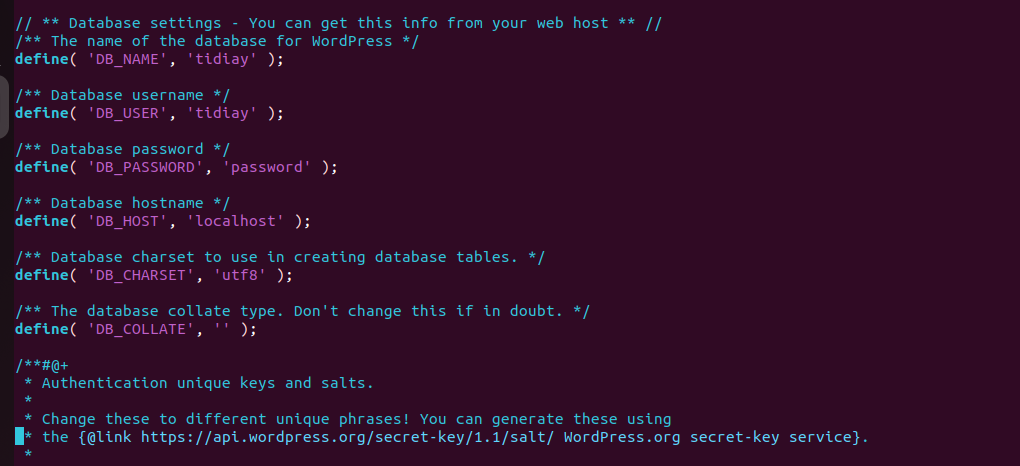 // ** Database settings - You can get this info from your web host ** //
/** The name of the database for WordPress */
define( 'DB_NAME', 'tidiay' );
/** Database username */
define( 'DB_USER', 'tidiay' );
/** Database password */
define( 'DB_PASSWORD', 'password' );
/** Database hostname */
define( 'DB_HOST', 'localhost' );
/** Database charset to use in creating database tables. */
define( 'DB_CHARSET', 'utf8' );
/** The database collate type. Don't change this if in doubt. */
define( 'DB_COLLATE', '' );
/**#@+
 * Authentication unique keys and salts.
 *
 * Change these to different unique phrases! You can generate these using
 * the {@link https://api.wordpress.org/secret-key/1.1/salt/ WordPress.org secret-key service}.
 *